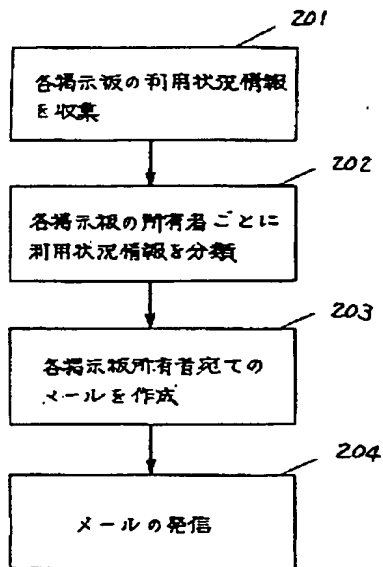 201
各掲示板の利用状況情報
を収集
202
各掲示板の所有者ごとに
利用状況情報を分類
203
各掲示板所有者宛ての
メールを作成
204
メールの発信